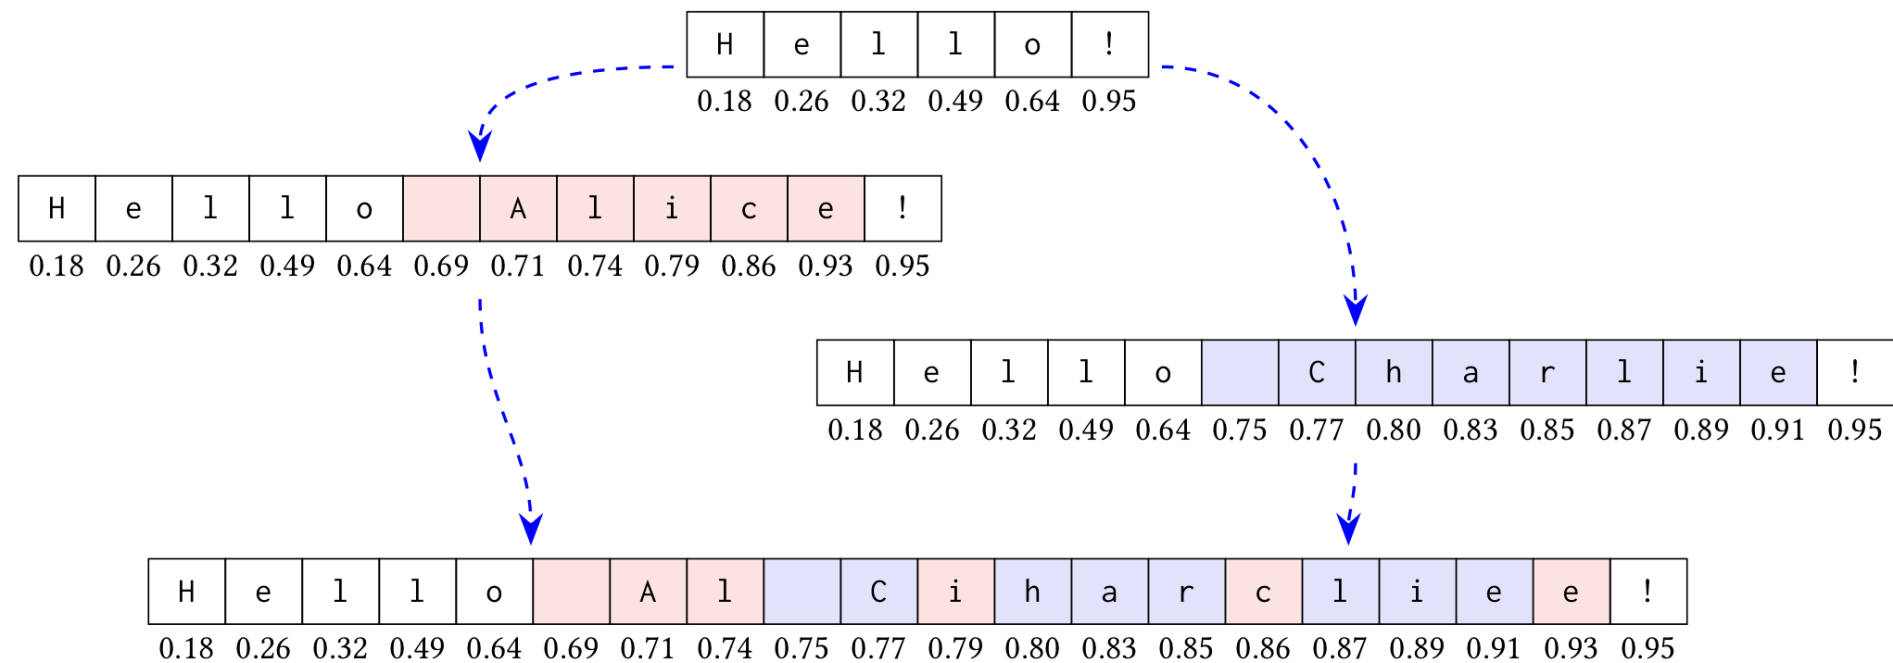 H e l l o !
0.18 0.26 0.32 0.49 0.64 0.95
H e l l o A l i c e !
0.18 0.26 0.32 0.49 0.64 0.69 0.71 0.74 0.79 0.86 0.93 0.95
H e l l o C h a r l i e !
0.18 0.26 0.32 0.49 0.64 0.75 0.77 0.80 0.83 0.85 0.87 0.89 0.91 0.95
H e l l o A l C i h a r c l i e e !
0.18 0.26 0.32 0.49 0.64 0.69 0.71 0.74 0.75 0.77 0.79 0.80 0.83 0.85 0.86 0.87 0.89 0.91 0.93 0.95